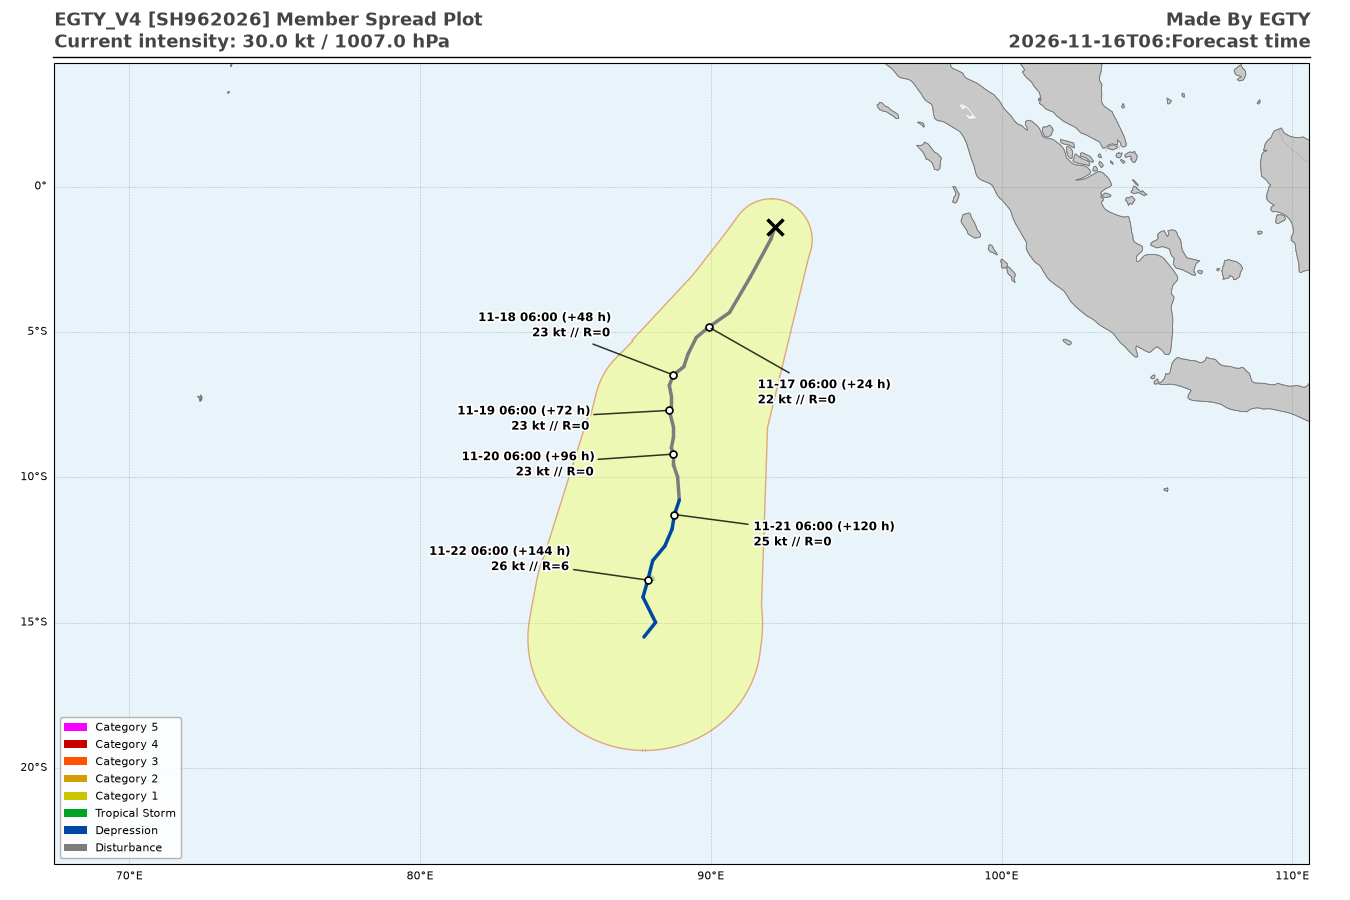 EGTY_V4 [SH962026] Member Spread Plot
Made By EGTY
Current intensity: 30.0 kt / 1007.0 hPa
2026-11-16T06:Forecast time
0°
5°S
10°S
15°S
20°S
11-18 06:00 (+48 h)
23 kt // R=0
11-17 06:00 (+24 h)
22 kt // R=0
11-19 06:00 (+72 h)
23 kt // R=0
11-20 06:00 (+96 h)
23 kt // R=0
11-21 06:00 (+120 h)
25 kt // R=0
11-22 06:00 (+144 h)
26 kt // R=6
Category 5
Category 4
Category 3
Category 2
Category 1
Tropical Storm
Depression
Disturbance
70°E
80°E
90°E
100°E
110°E